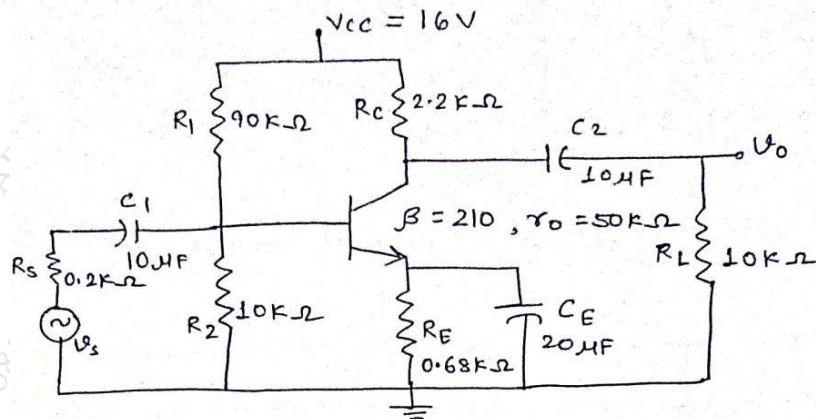 Vcc = 16V
R1 90KΩ
Rc 2.2KΩ
C2
10µF
vo
C1
10µF
β = 210 , ro = 50KΩ
Rs 0.2KΩ
vs
R2 10KΩ
RE 0.68KΩ
CE 20µF
RL 10KΩ